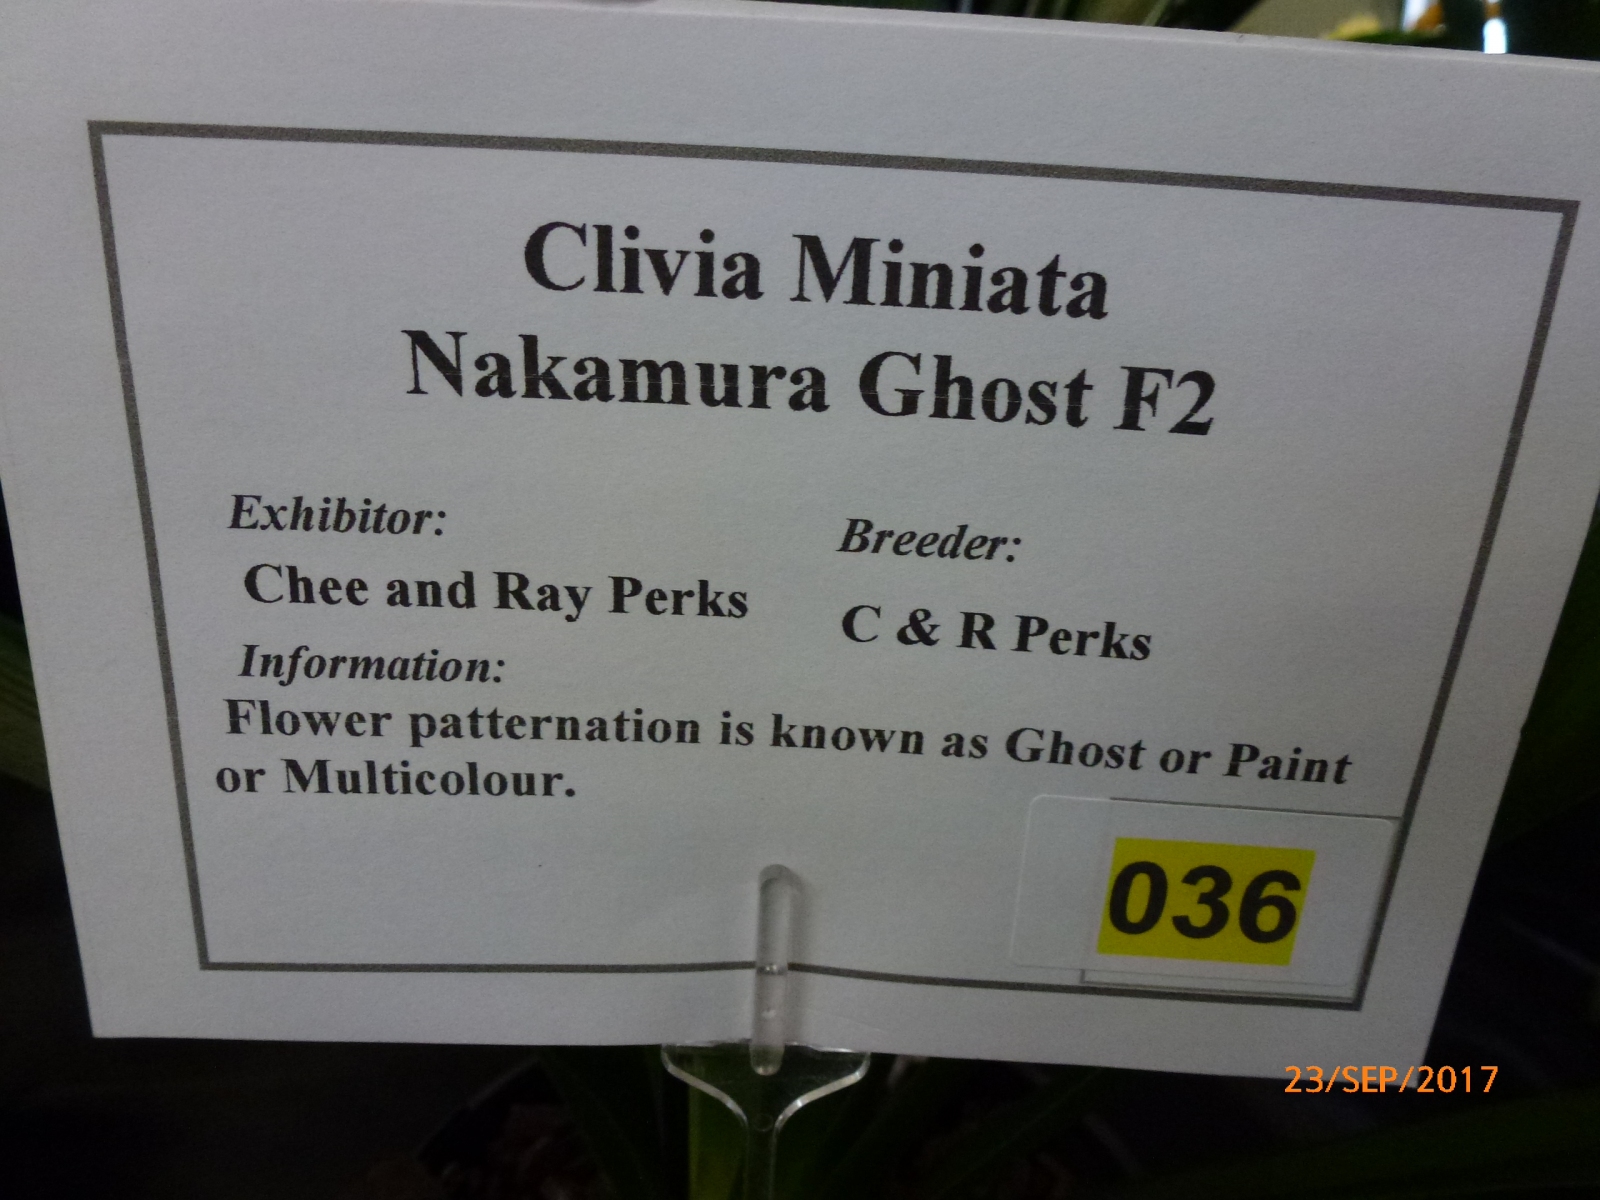 Clivia Miniata
Nakamura Ghost F2
Exhibitor:
Chee and Ray Perks
Breeder:
C & R Perks
Information:
Flower patternation is known as Ghost or Paint
or Multicolour.
036
23/SEP/2017